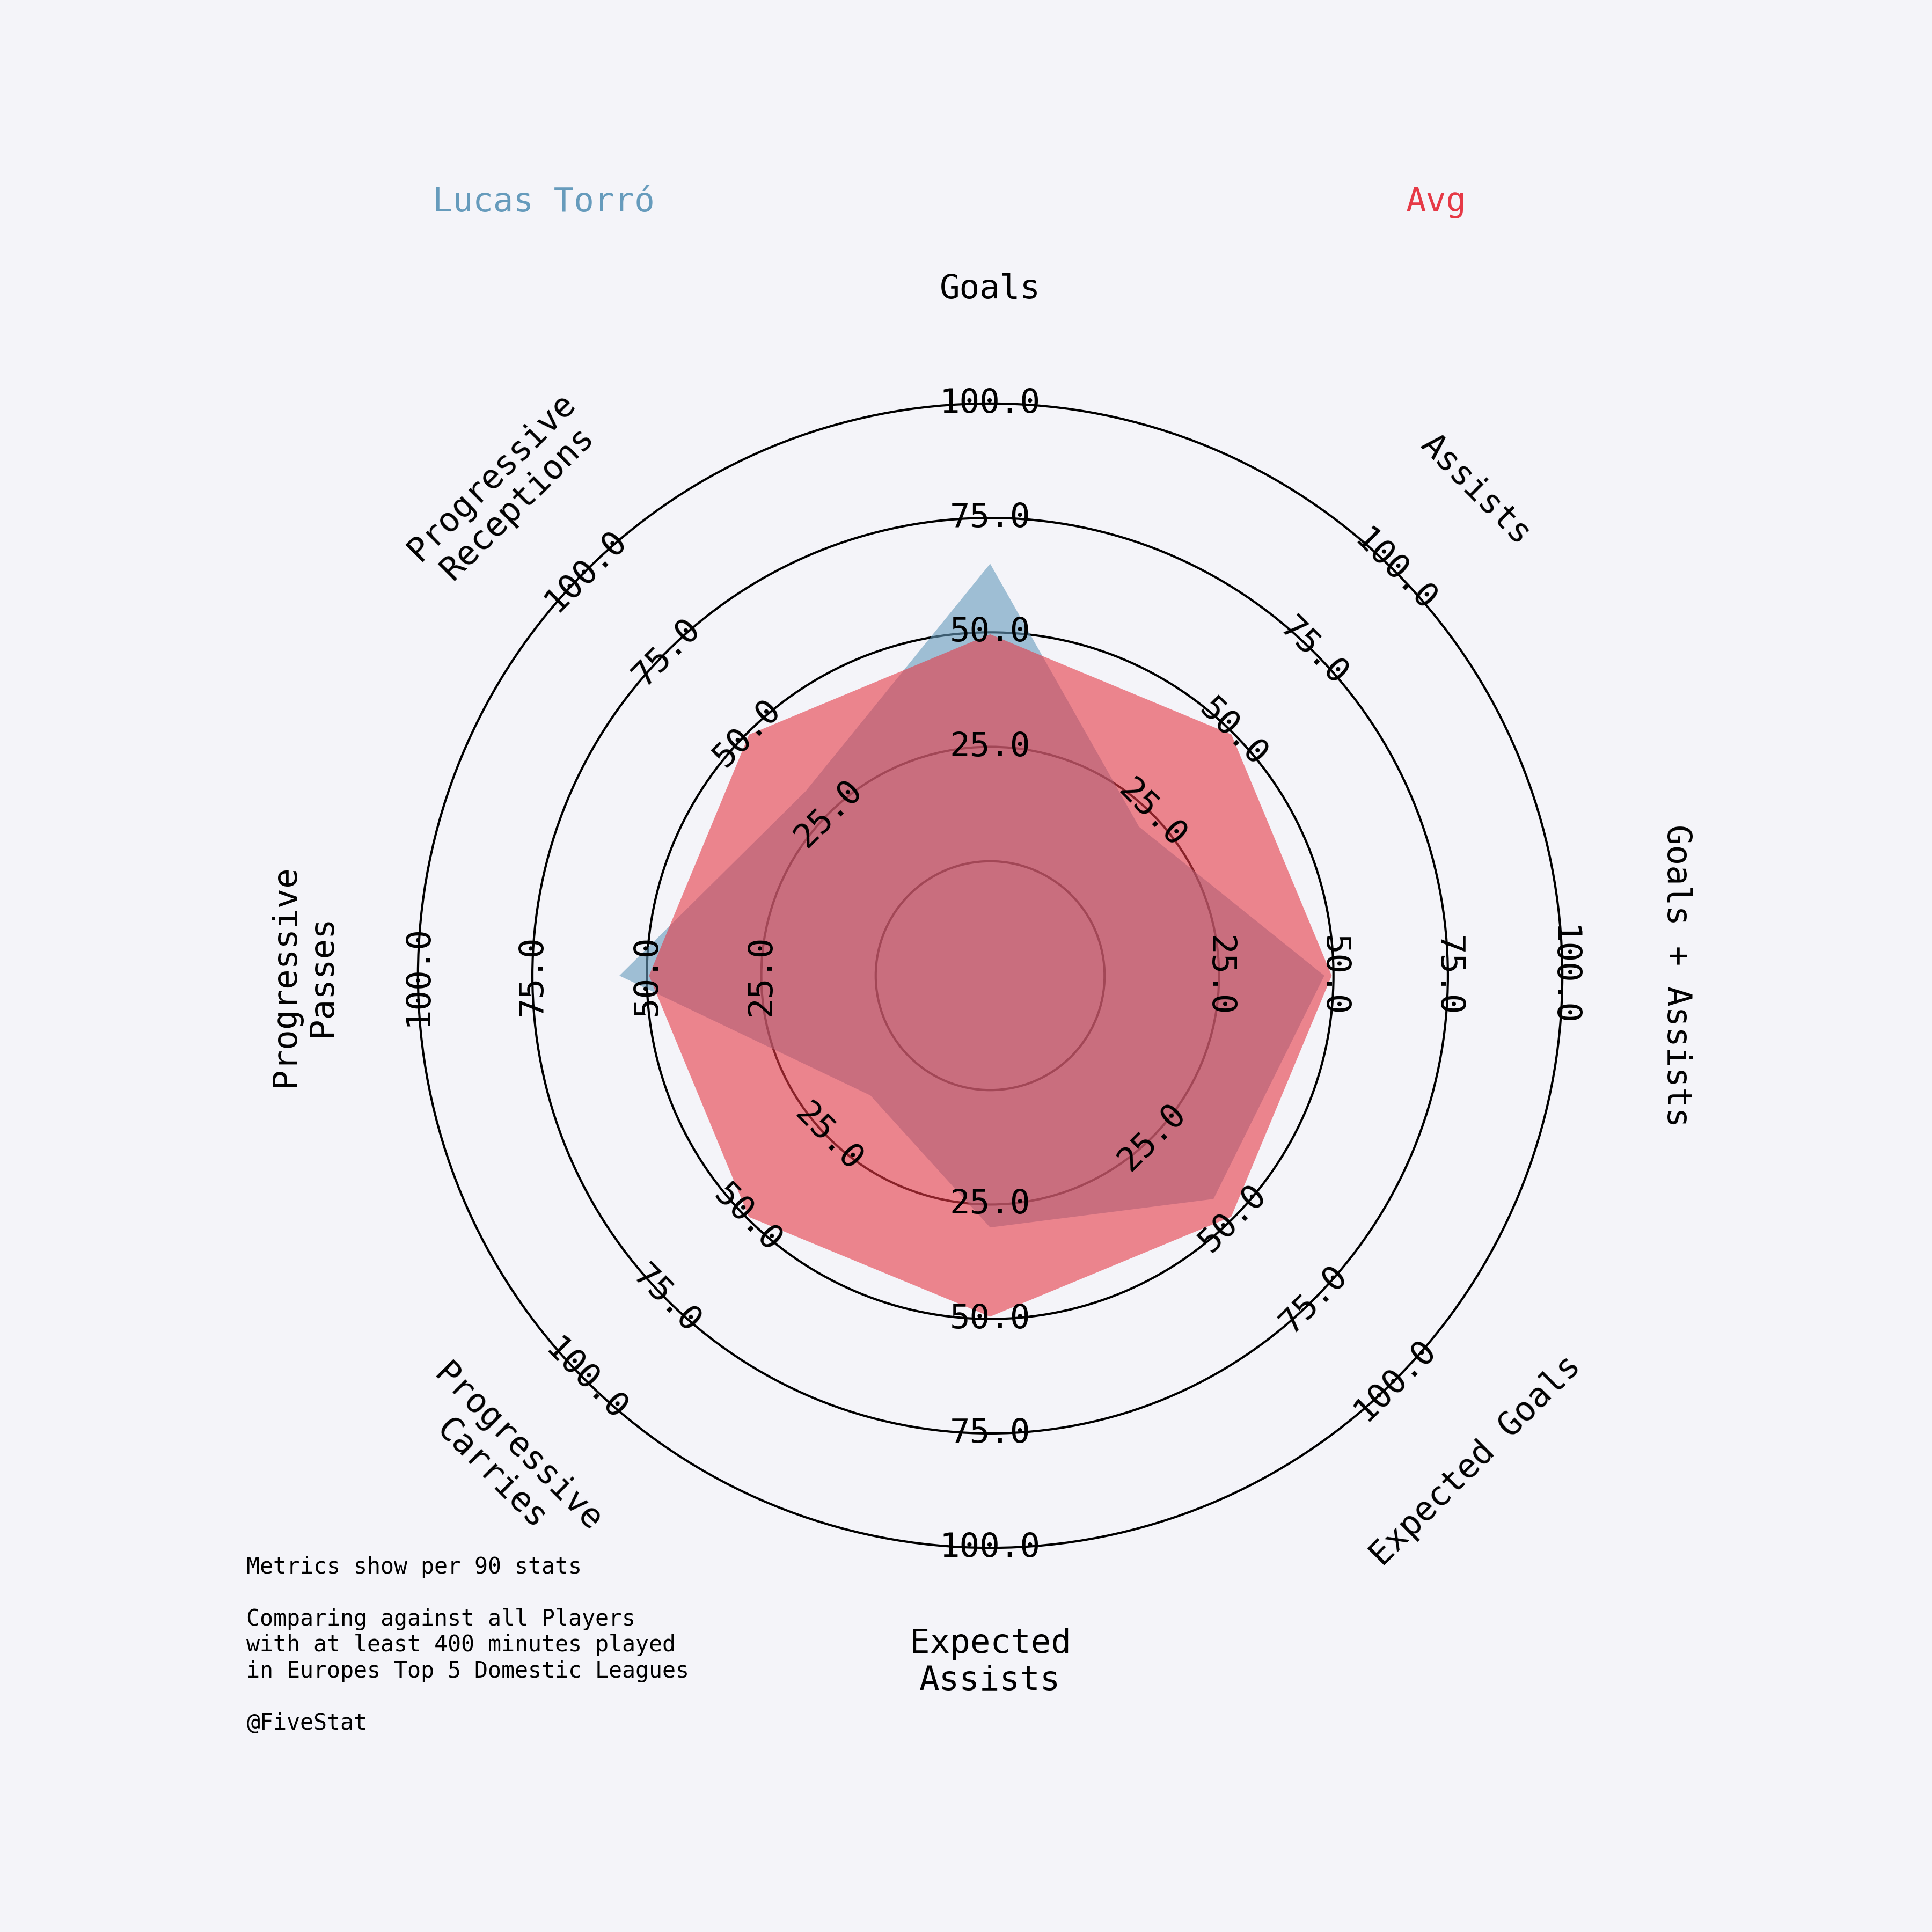 Lucas Torró
Avg
Goals
Assists
Goals + Assists
Expected Goals
Expected
Assists
Progressive
Carries
Progressive
Passes
Progressive
Receptions
25.0
50.0
75.0
100.0
25.0
50.0
75.0
100.0
25.0
50.0
75.0
100.0
25.0
50.0
75.0
100.0
25.0
50.0
75.0
100.0
25.0
50.0
75.0
100.0
25.0
50.0
75.0
100.0
25.0
50.0
75.0
100.0
Metrics show per 90 stats
Comparing against all Players
with at least 400 minutes played
in Europes Top 5 Domestic Leagues
@FiveStat